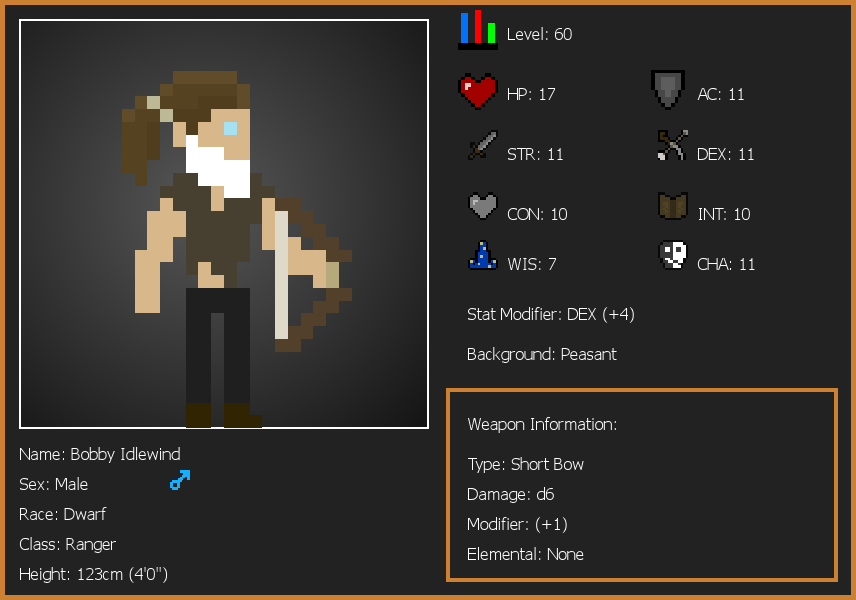 Level: 60
HP: 17
AC: 11
STR: 11
DEX: 11
CON: 10
INT: 10
WIS: 7
CHA: 11
Stat Modifier: DEX (+4)
Background: Peasant
Weapon Information:
Type: Short Bow
Damage: d6
Modifier: (+1)
Elemental: None
Name: Bobby Idlewind
Sex: Male
Race: Dwarf
Class: Ranger
Height: 123cm (4'0")